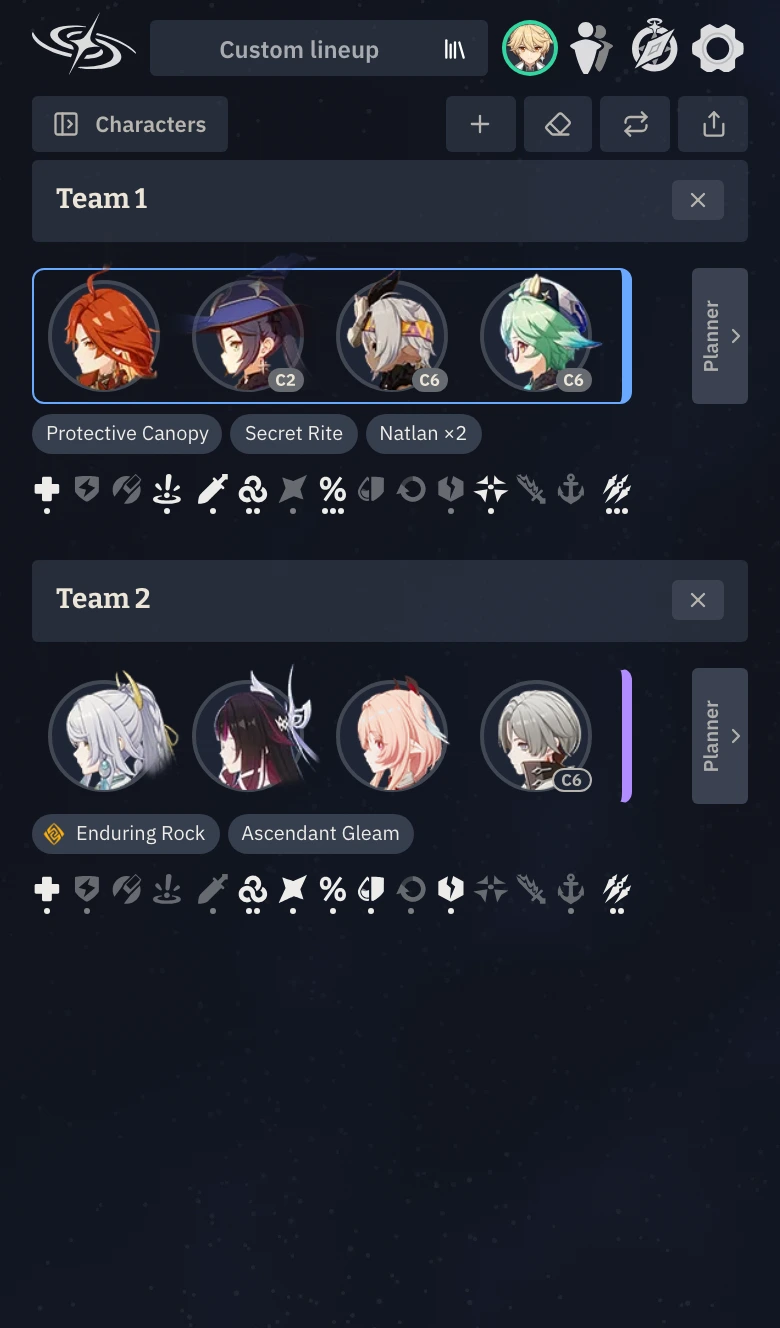 Custom lineup
Characters
Team 1
C2
C6
C6
Planner
Protective Canopy
Secret Rite
Natlan ×2
Team 2
C6
Planner
Enduring Rock
Ascendant Gleam